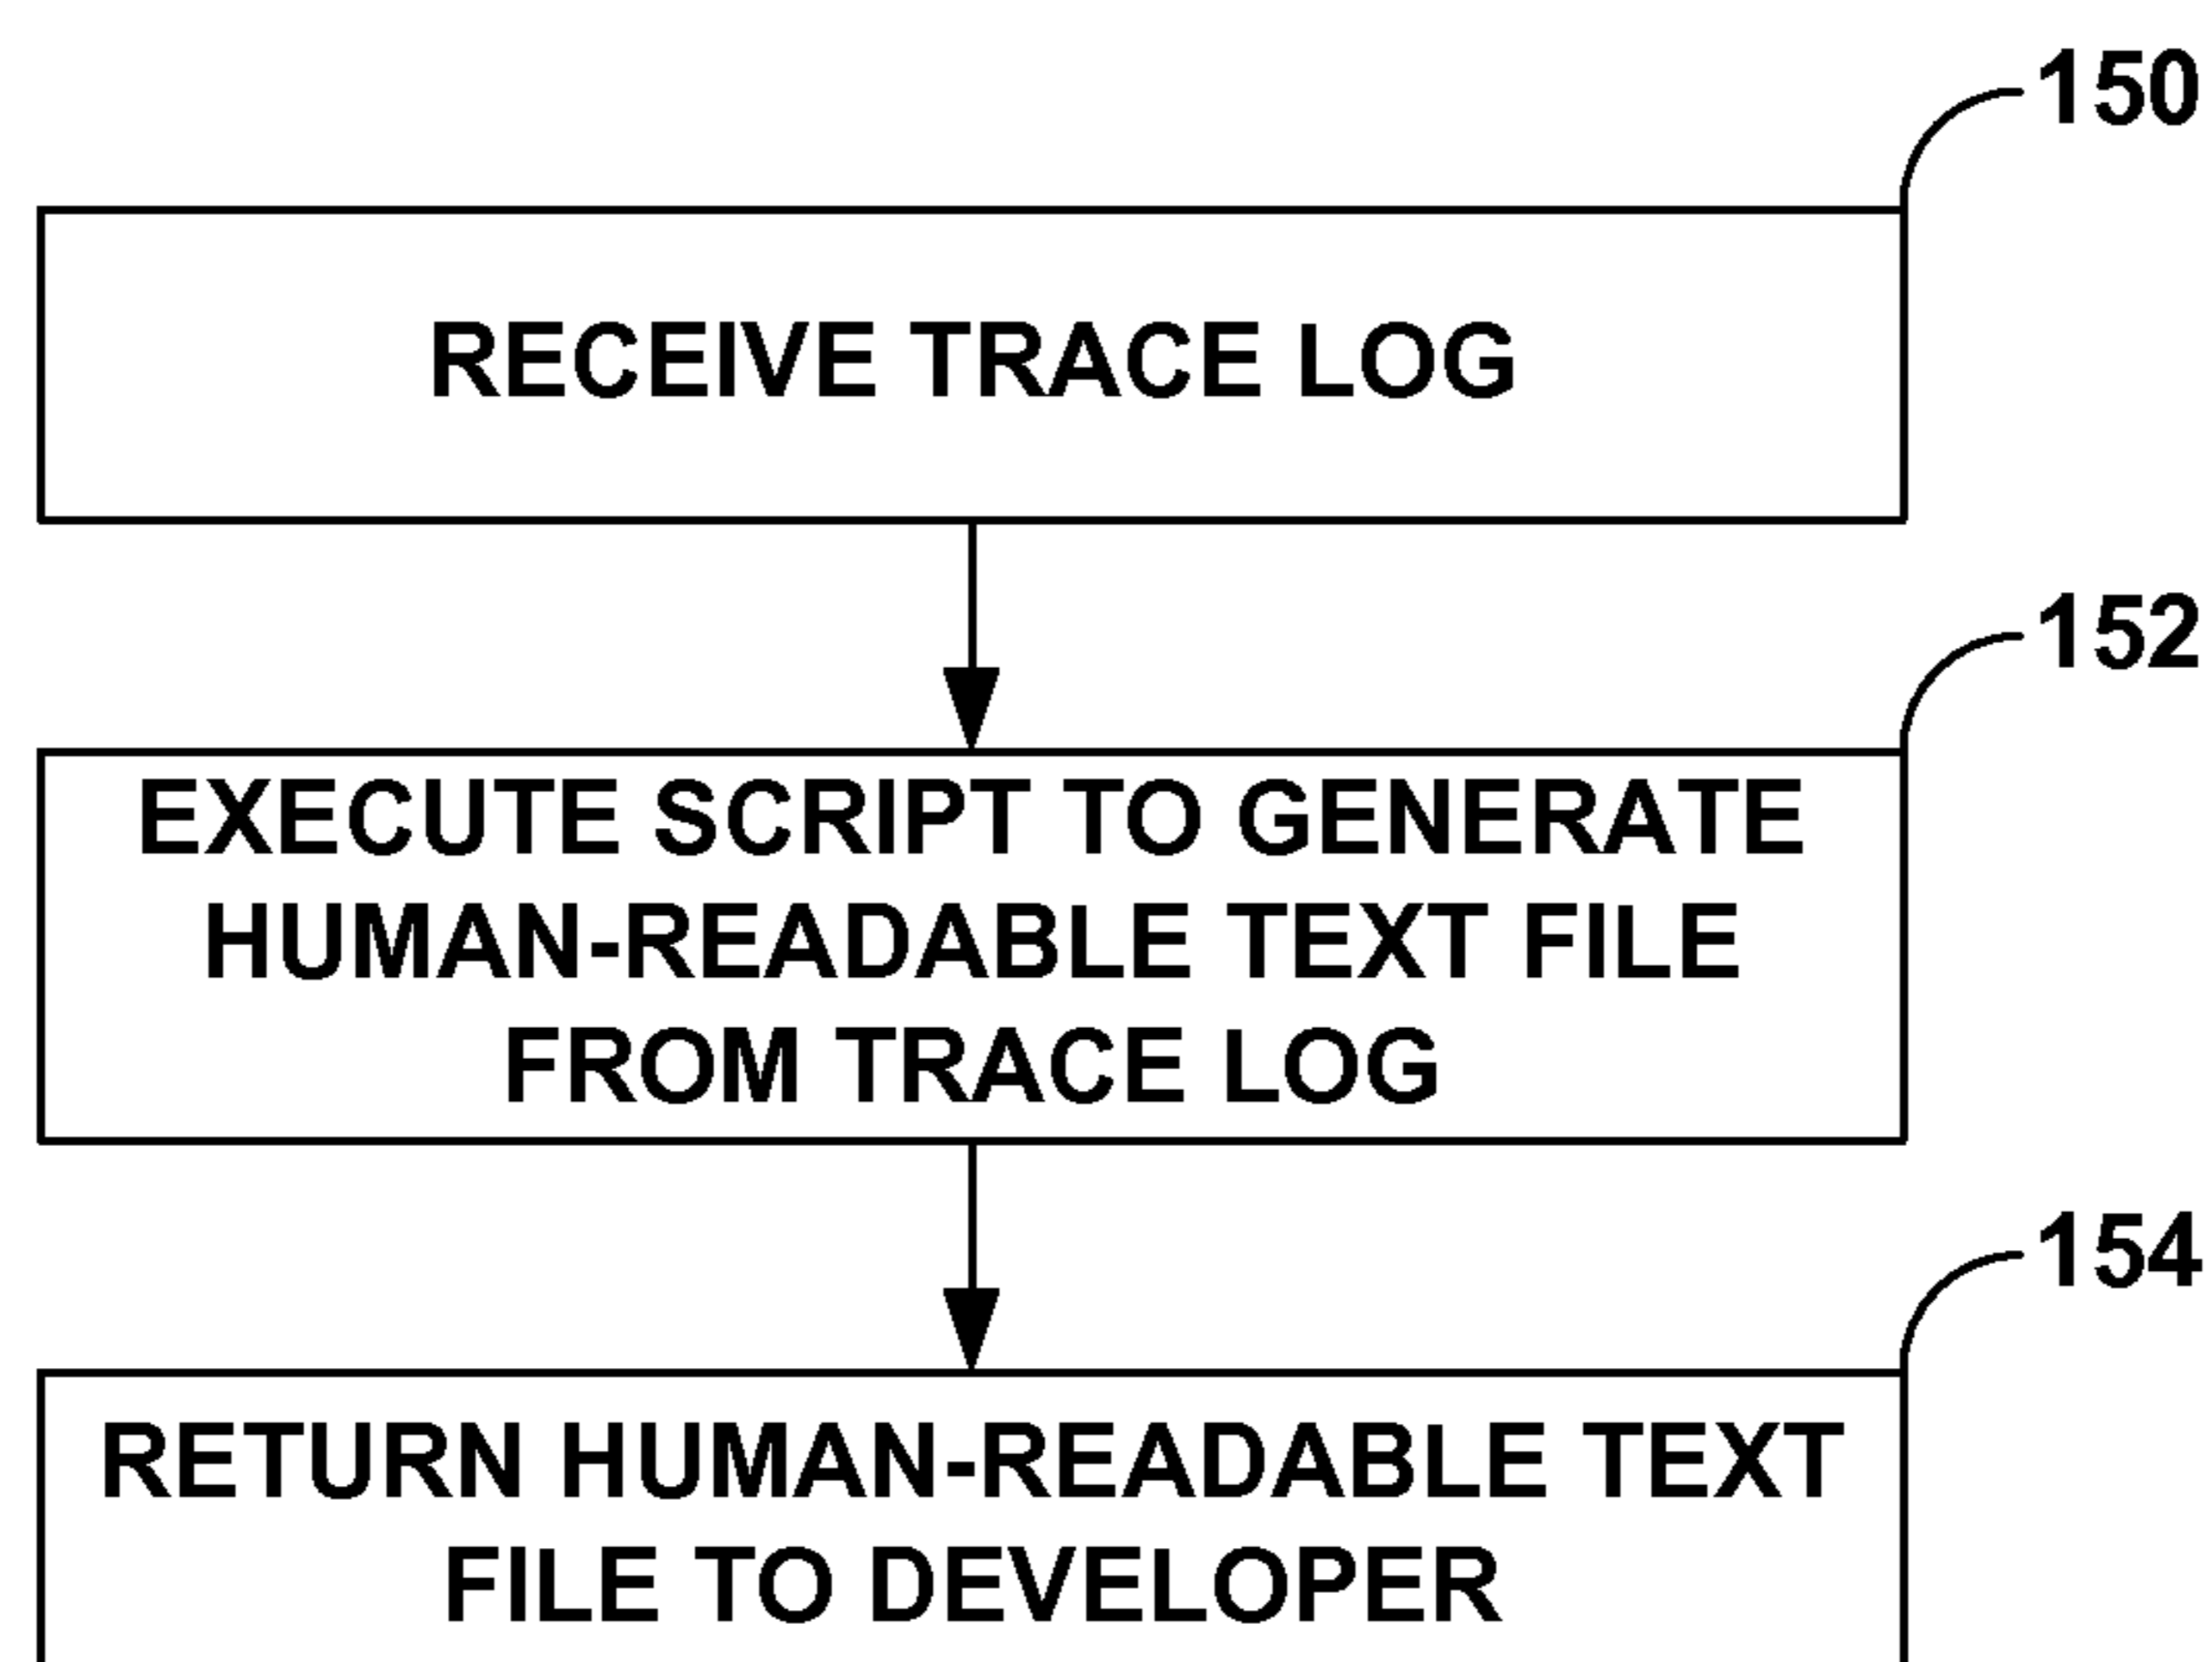 150
RECEIVE TRACE LOG
152
EXECUTE SCRIPT TO GENERATE
HUMAN-READABLE TEXT FILE
FROM TRACE LOG
154
RETURN HUMAN-READABLE TEXT
FILE TO DEVELOPER